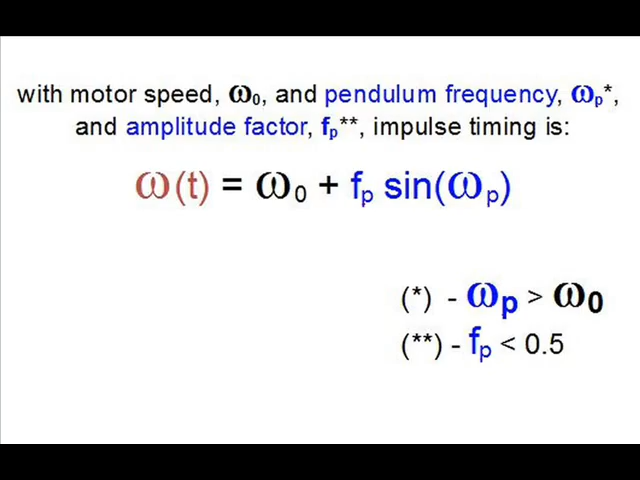 with motor speed, ω₀, and pendulum frequency, ωₚ*,
and amplitude factor, fₚ**, impulse timing is:
ω(t) = ω₀ + fₚ sin(ωₚ)
(*) - ωₚ > ω₀
(**) - fₚ < 0.5